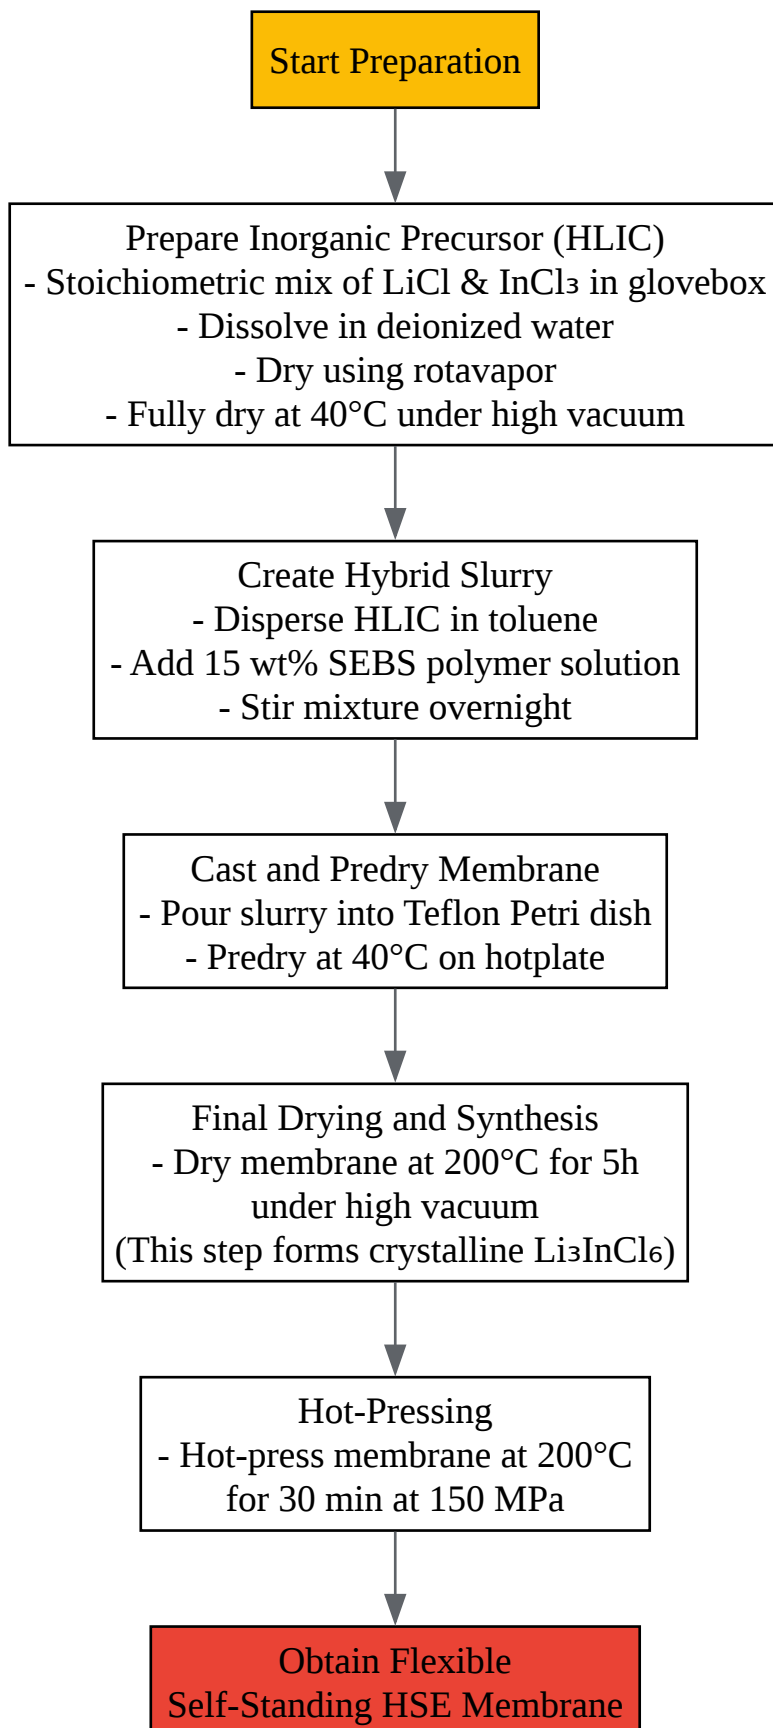 Start Preparation
Prepare Inorganic Precursor (HLIC)
- Stoichiometric mix of LiCl & InCl₃ in glovebox
- Dissolve in deionized water
- Dry using rotavapor
- Fully dry at 40°C under high vacuum
Create Hybrid Slurry
- Disperse HLIC in toluene
- Add 15 wt% SEBS polymer solution
- Stir mixture overnight
Cast and Predry Membrane
- Pour slurry into Teflon Petri dish
- Predry at 40°C on hotplate
Final Drying and Synthesis
- Dry membrane at 200°C for 5h
under high vacuum
(This step forms crystalline Li₃InCl₆)
Hot-Pressing
- Hot-press membrane at 200°C
for 30 min at 150 MPa
Obtain Flexible
Self-Standing HSE Membrane